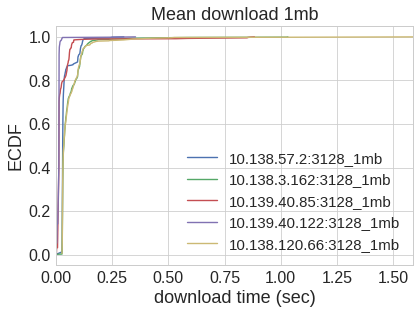 Mean download 1mb
ECDF
1.0
0.8
0.6
0.4
0.2
0.0
10.138.57.2:3128_1mb
10.138.3.162:3128_1mb
10.139.40.85:3128_1mb
10.139.40.122:3128_1mb
10.138.120.66:3128_1mb
0.00 0.25 0.50 0.75 1.00 1.25 1.50
download time (sec)